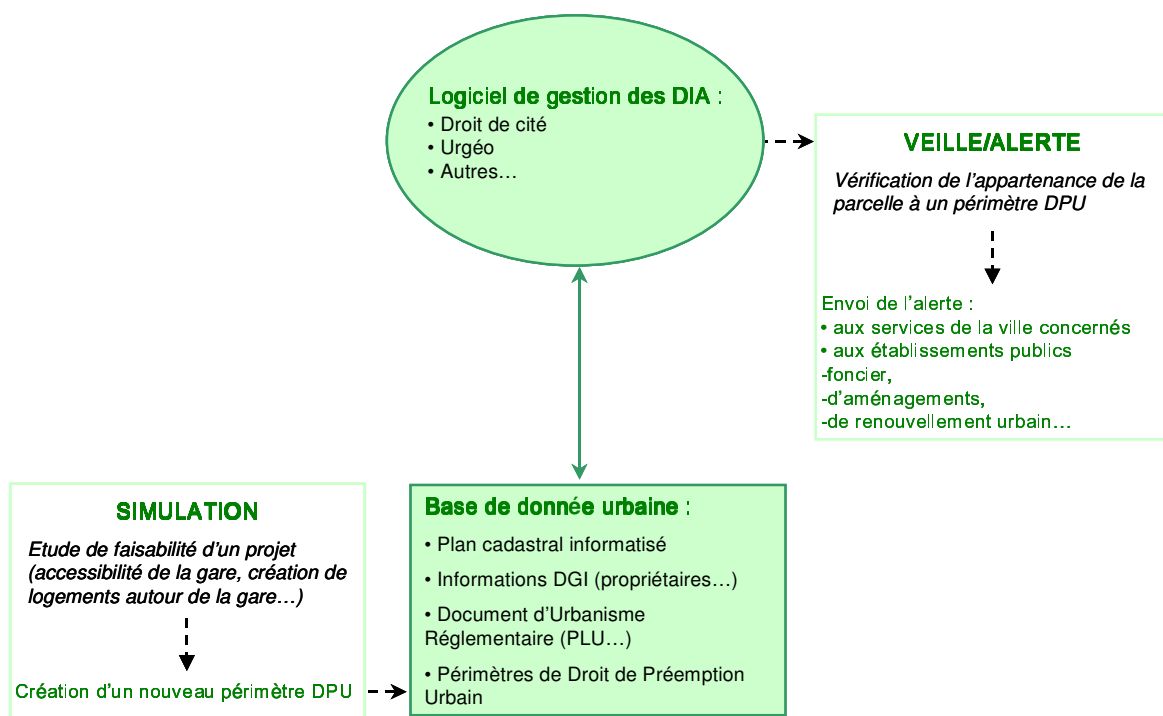 Logiciel de gestion des DIA :
• Droit de cité
• Urgéo
• Autres…
VEILLE/ALERTE
Vérification de l'appartenance de la
parcelle à un périmètre DPU
Envoi de l'alerte :
• aux services de la ville concernés
• aux établissements publics
-foncier,
-d'aménagements,
-de renouvellement urbain…
SIMULATION
Etude de faisabilité d'un projet
(accessibilité de la gare, création de
logements autour de la gare…)
Création d'un nouveau périmètre DPU
Base de donnée urbaine :
• Plan cadastral informatisé
• Informations DGI (propriétaires…)
• Document d'Urbanisme
Réglementaire (PLU…)
• Périmètres de Droit de Préemption
Urbain